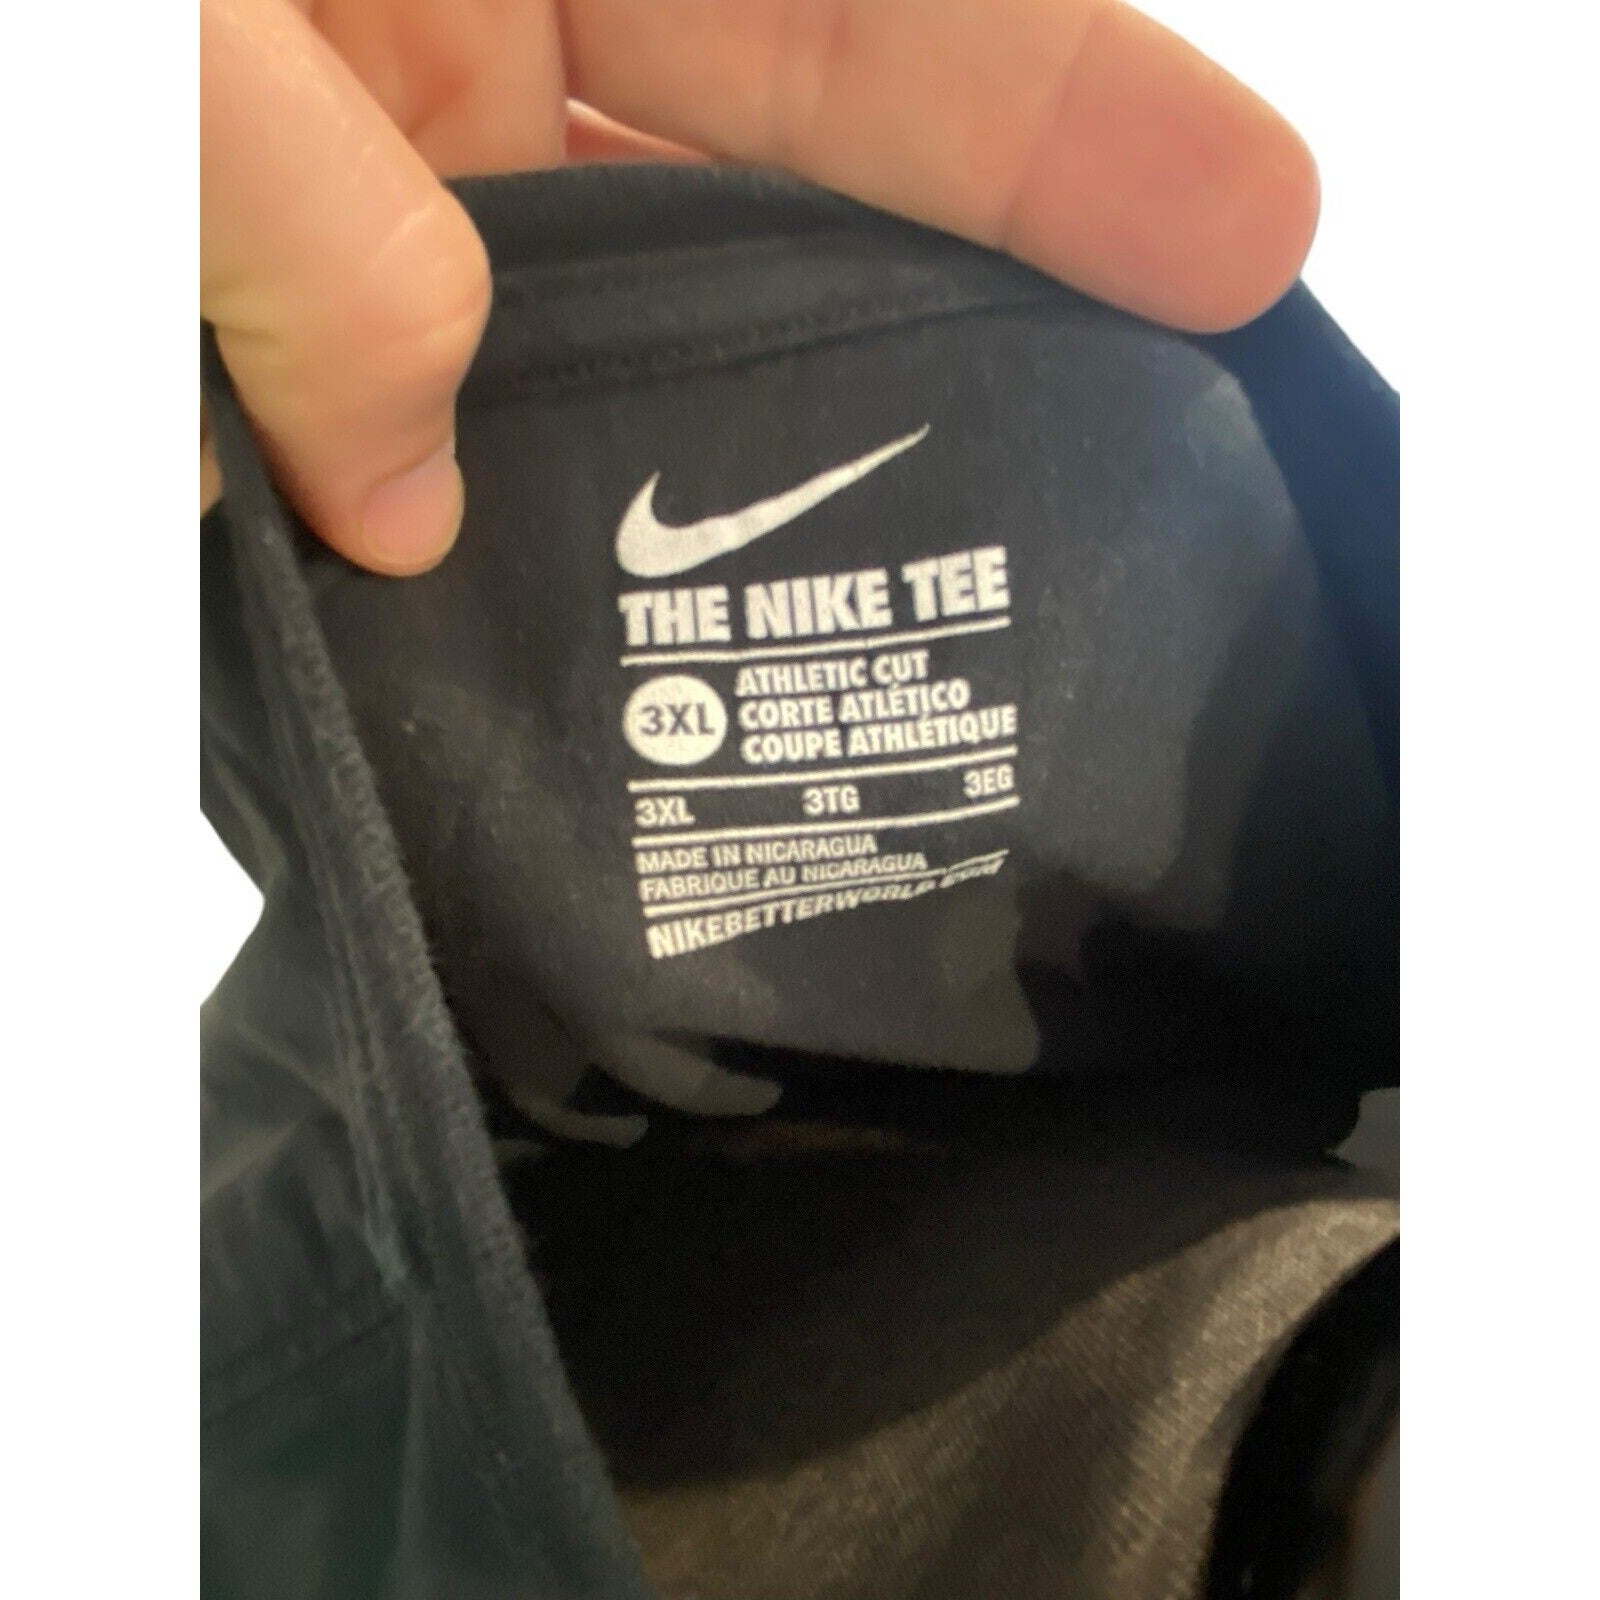 THE NIKE TEE
3XL
ATHLETIC CUT
CORTE ATLÉTICO
COUPE ATHLÉTIQUE
3XL 3TG 3EG
MADE IN NICARAGUA
FABRIQUE AU NICARAGUA
NIKEBETTERWORLD.COM